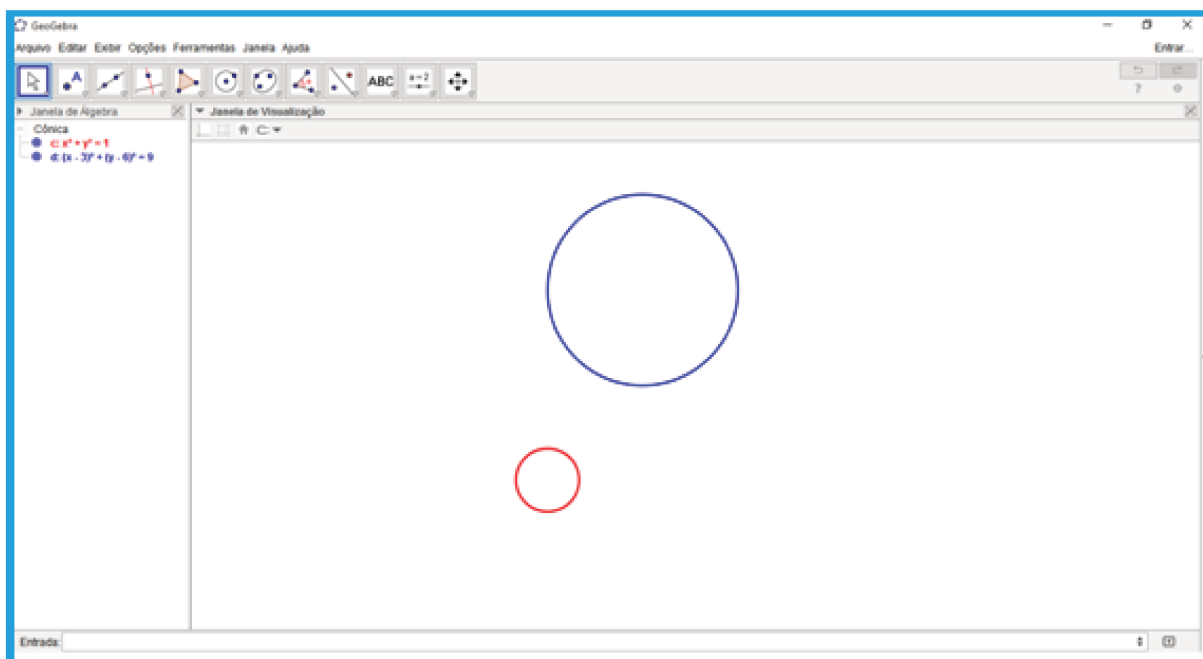 GeoGebra
Arquivo Editar Exibir Opções Ferramentas Janela Ajuda
Entrar...
ABC
a=2
Janela de Álgebra
Janela de Visualização
Cônica
c: x² + y² = 1
d: (x - 3)² + (y - 6)² = 9
Entrada: